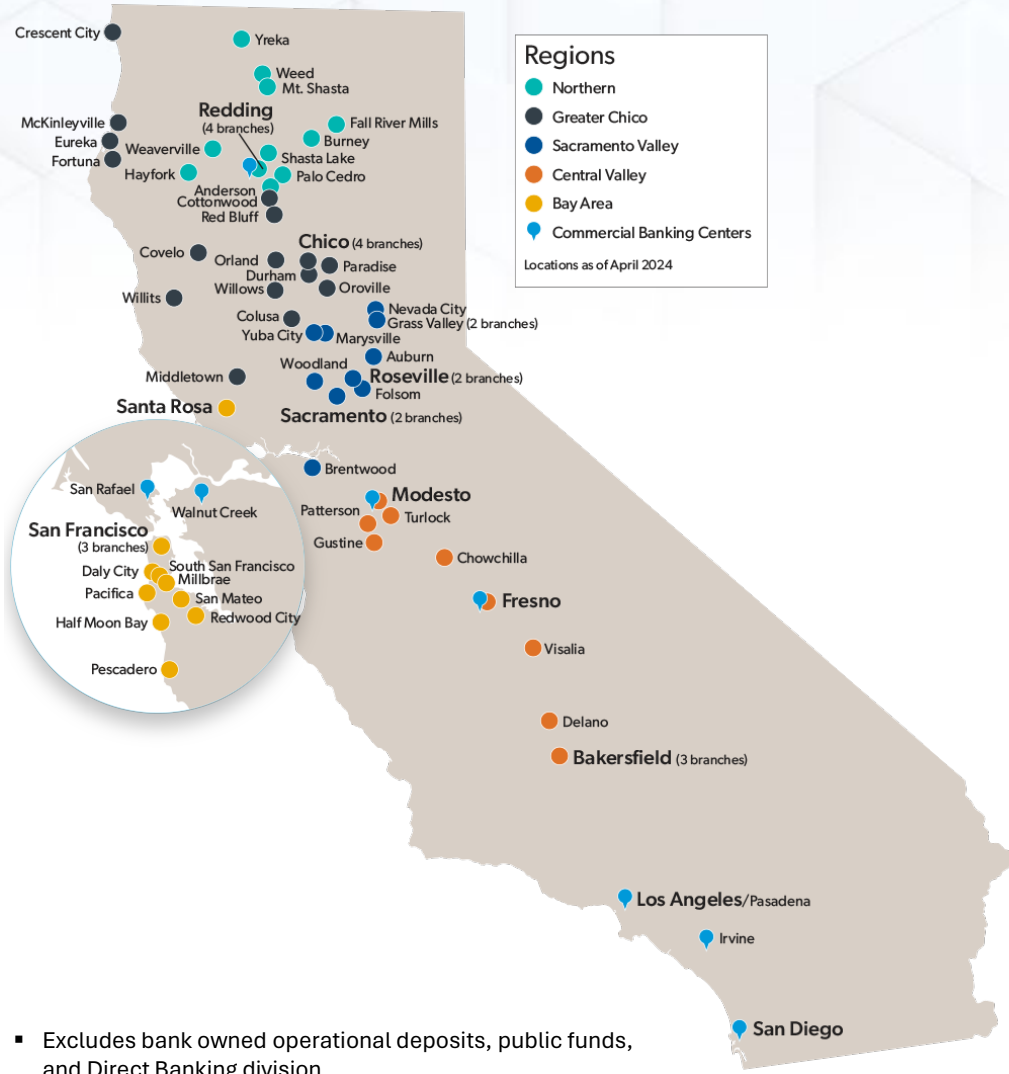 Crescent City
Yreka
Weed
Mt. Shasta
Redding
(4 branches)
McKinleyville
Fall River Mills
Eureka
Burney
Weaverville
Fortuna
Shasta Lake
Hayfork
Palo Cedro
Anderson
Cottonwood
Red Bluff
Chico (4 branches)
Covelo
Orland
Paradise
Durham
Willows
Oroville
Willits
Nevada City
Colusa
Grass Valley (2 branches)
Yuba City
Marysville
Auburn
Woodland
Middletown
Roseville (2 branches)
Folsom
Santa Rosa
Sacramento (2 branches)
Brentwood
San Rafael
Walnut Creek
Modesto
Patterson
Turlock
San Francisco
(3 branches)
Gustine
Chowchilla
South San Francisco
Daly City
Millbrae
Pacifica
San Mateo
Fresno
Redwood City
Half Moon Bay
Visalia
Pescadero
Delano
Bakersfield (3 branches)
Los Angeles/Pasadena
Irvine
San Diego
Regions
Northern
Greater Chico
Sacramento Valley
Central Valley
Bay Area
Commercial Banking Centers
Locations as of April 2024
▪ Excludes bank owned operational deposits, public funds,
and Direct Banking division